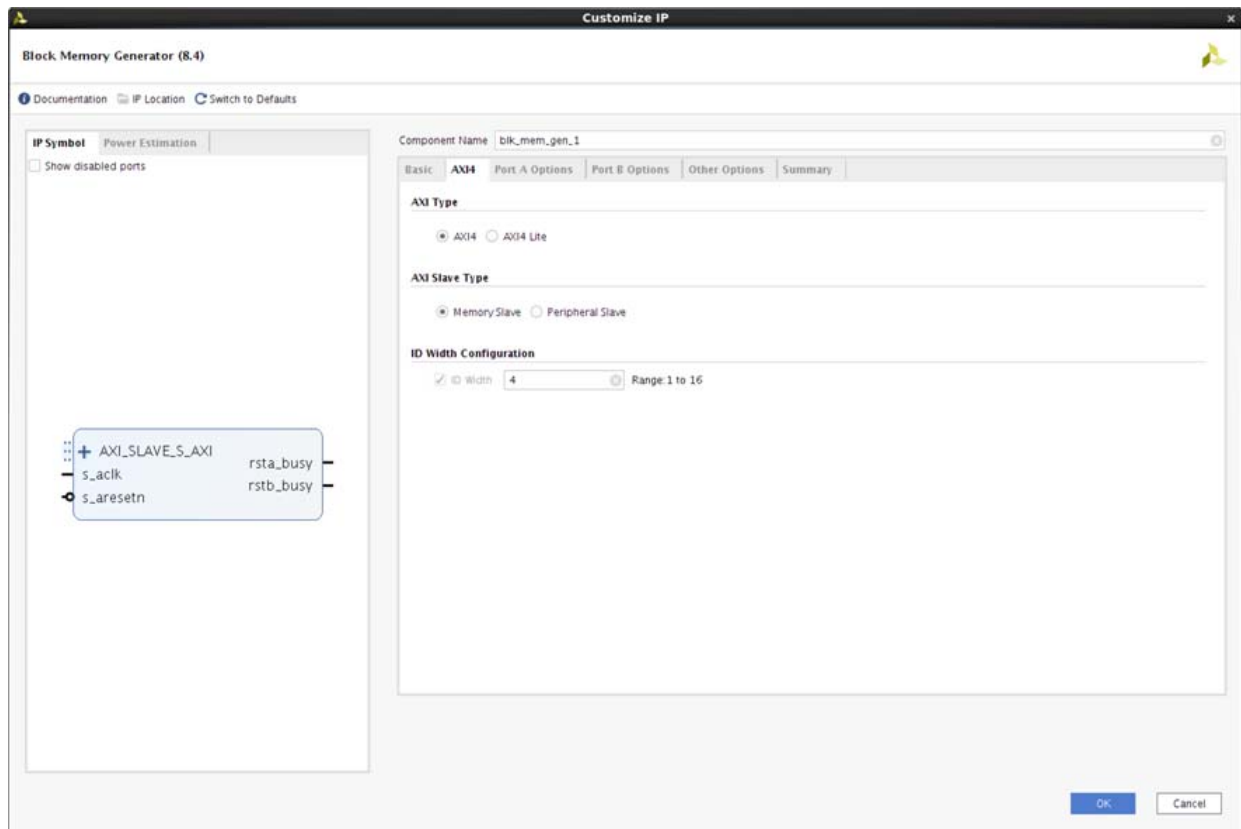 Customize IP
Block Memory Generator (8.4)
Documentation IP Location Switch to Defaults
IP Symbol Power Estimation
Show disabled ports
AXI_SLAVE_S_AXI
s_aclk
s_aresetn
rsta_busy
rstb_busy
Component Name blk_mem_gen_1
Basic AXI4 Port A Options Port B Options Other Options Summary
AXI Type
AXI4 AXI4 Lite
AXI Slave Type
Memory Slave Peripheral Slave
ID Width Configuration
ID Width 4 Range:1 to 16
OK Cancel